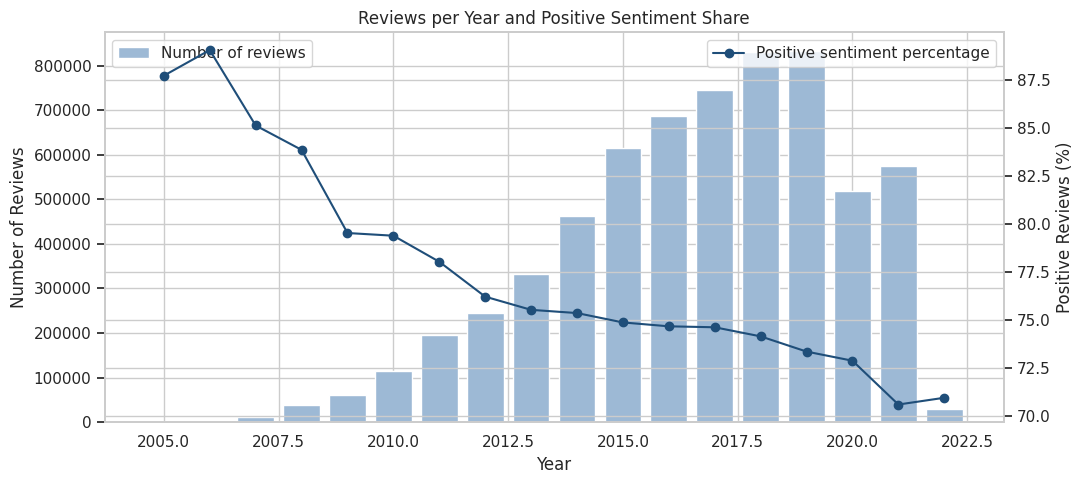 Reviews per Year and Positive Sentiment Share
Number of reviews
Positive sentiment percentage
800000
700000
600000
500000
400000
300000
200000
100000
0
Number of Reviews
87.5
85.0
82.5
80.0
77.5
75.0
72.5
70.0
Positive Reviews (%)
2005.0 2007.5 2010.0 2012.5 2015.0 2017.5 2020.0 2022.5
Year